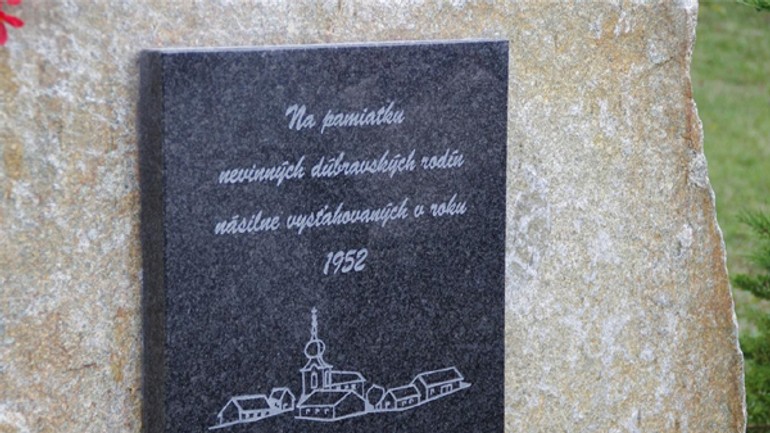 Na pamiatku
nevinných dúbravských rodín
násilne vysťahovaných v roku
1952